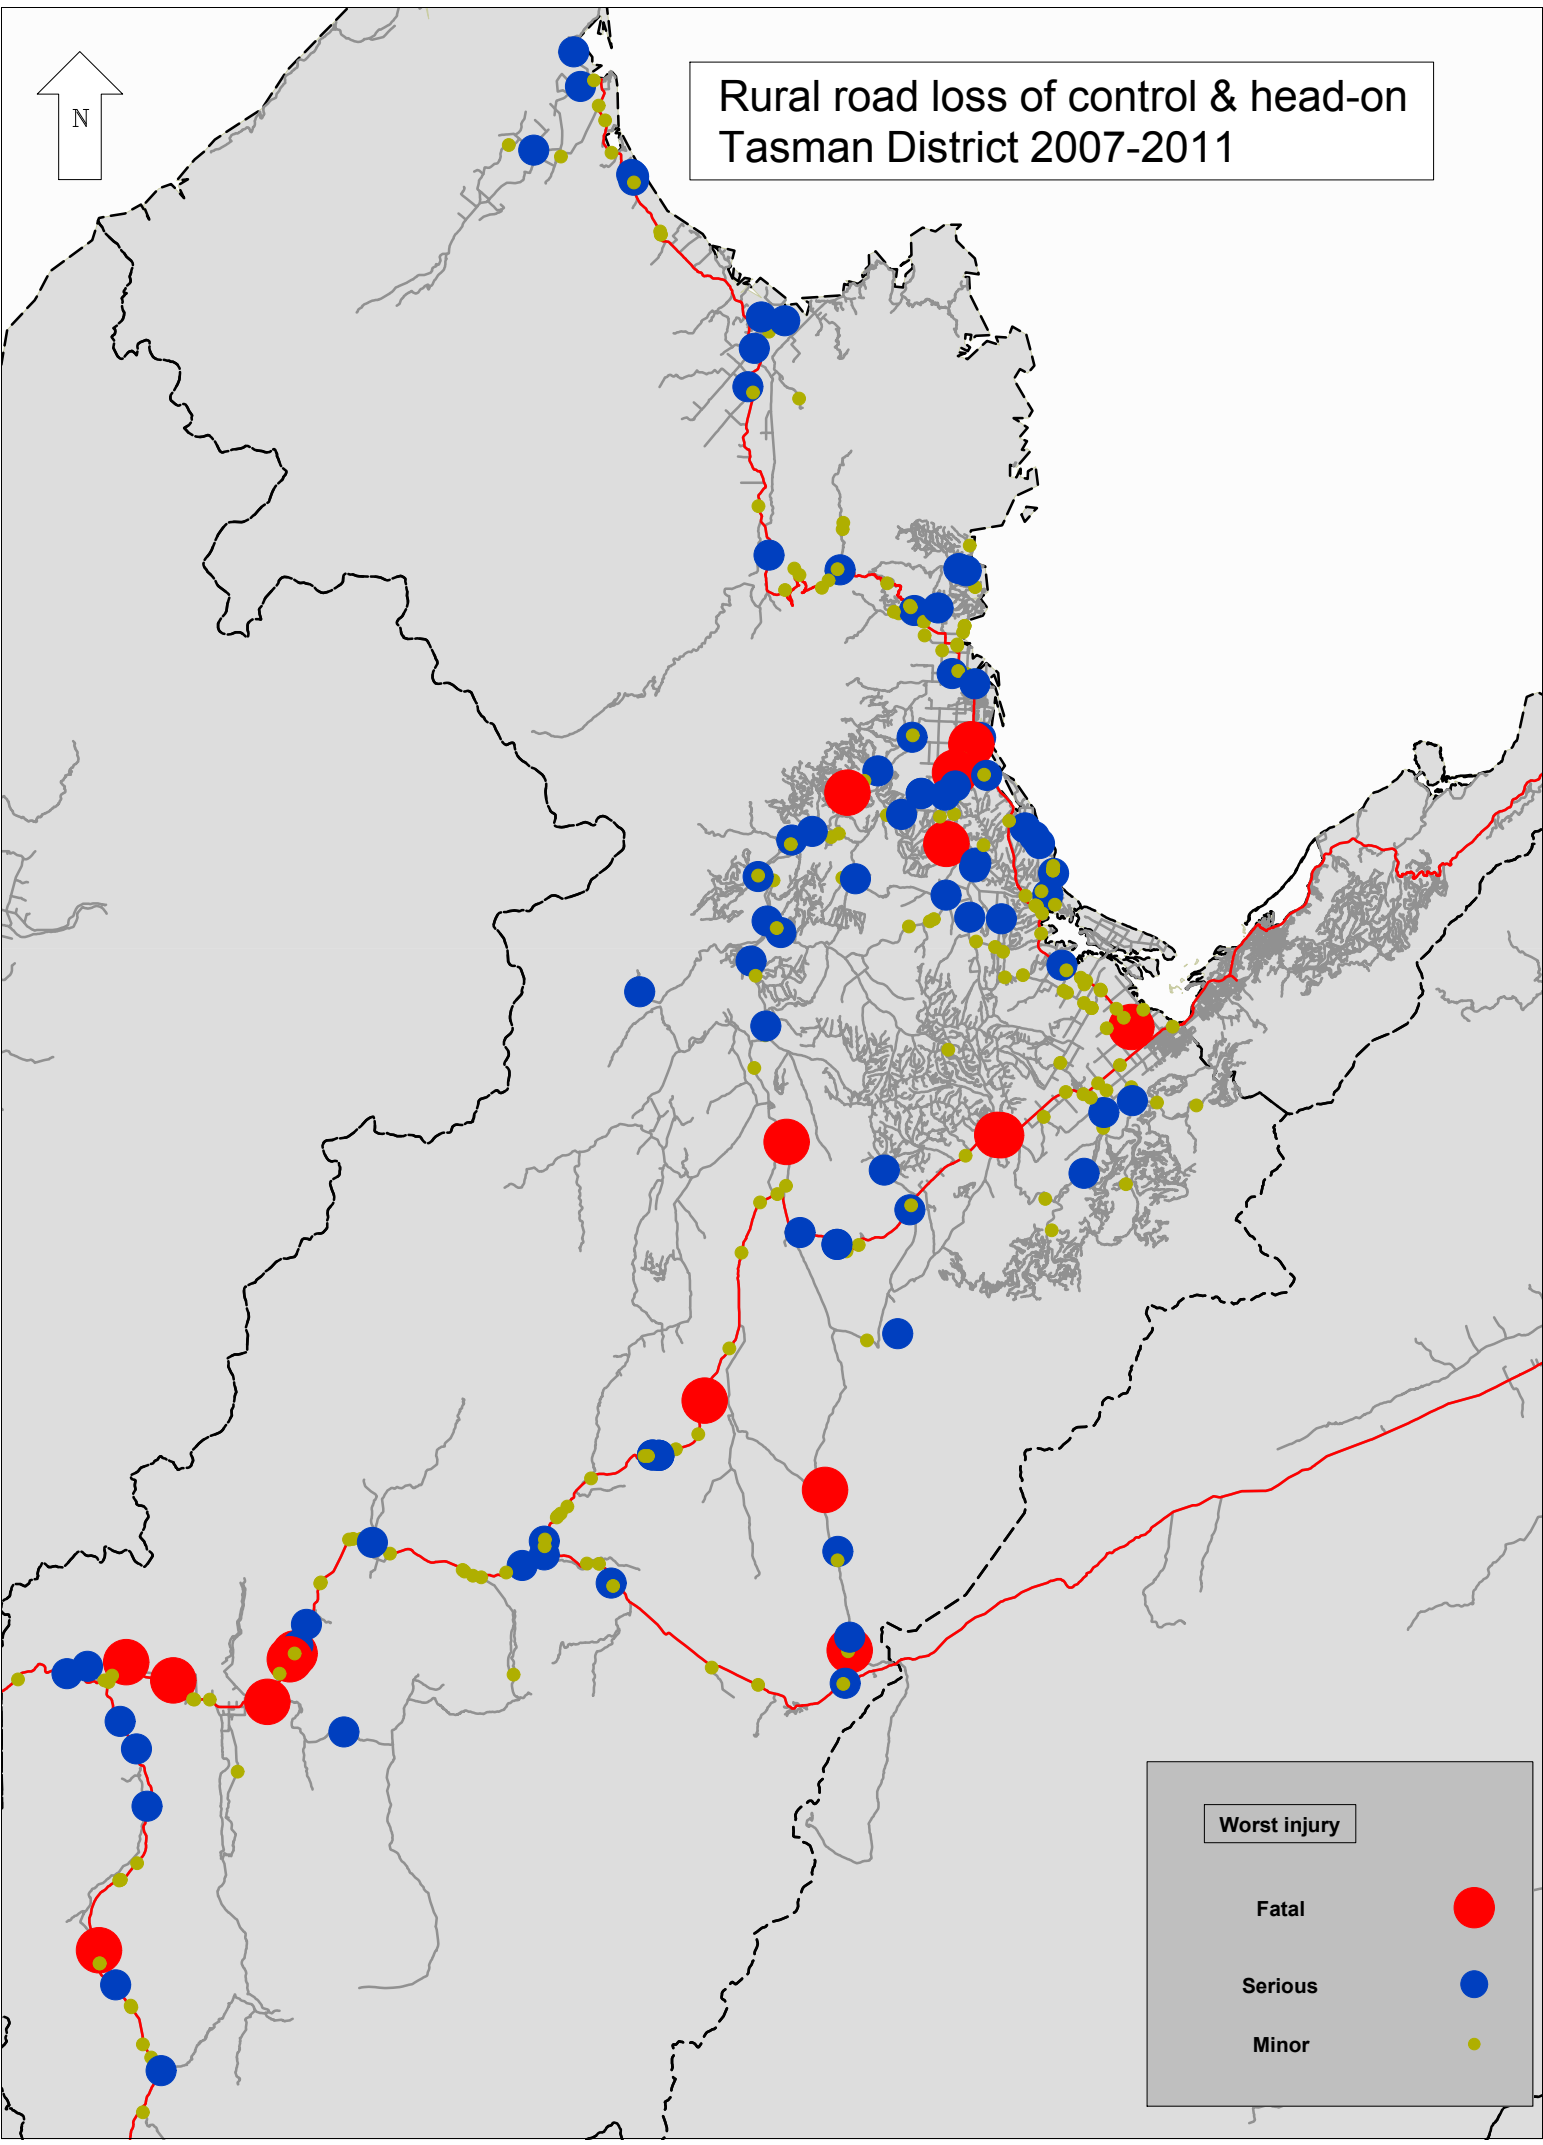 N
Rural road loss of control & head-on
Tasman District 2007-2011
Worst injury
Fatal
Serious
Minor